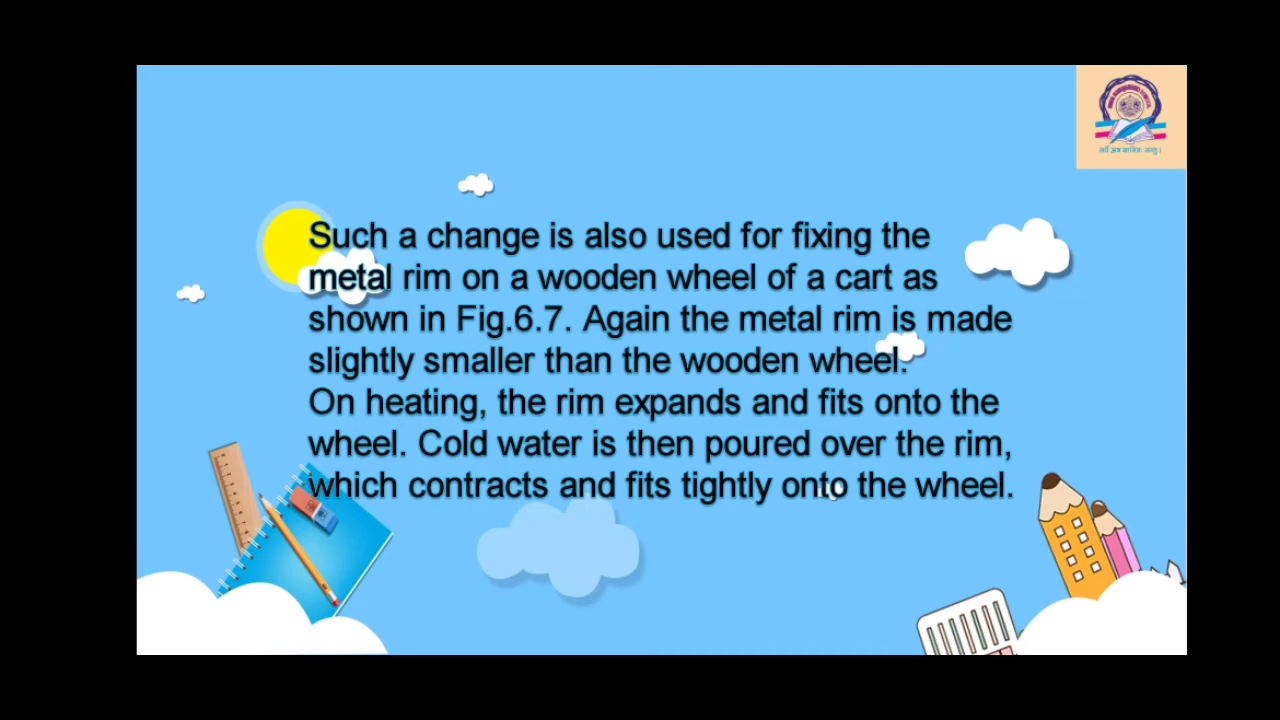 Such a change is also used for fixing the
metal rim on a wooden wheel of a cart as
shown in Fig.6.7. Again the metal rim is made
slightly smaller than the wooden wheel.
On heating, the rim expands and fits onto the
wheel. Cold water is then poured over the rim,
which contracts and fits tightly onto the wheel.